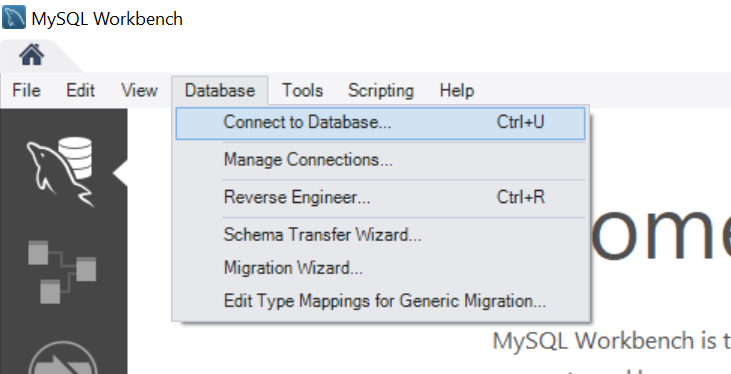 MySQL Workbench
File Edit View Database Tools Scripting Help
Connect to Database... Ctrl+U
Manage Connections...
Reverse Engineer... Ctrl+R
Schema Transfer Wizard...
Migration Wizard...
Edit Type Mappings for Generic Migration...
ome
MySQL Workbench is t